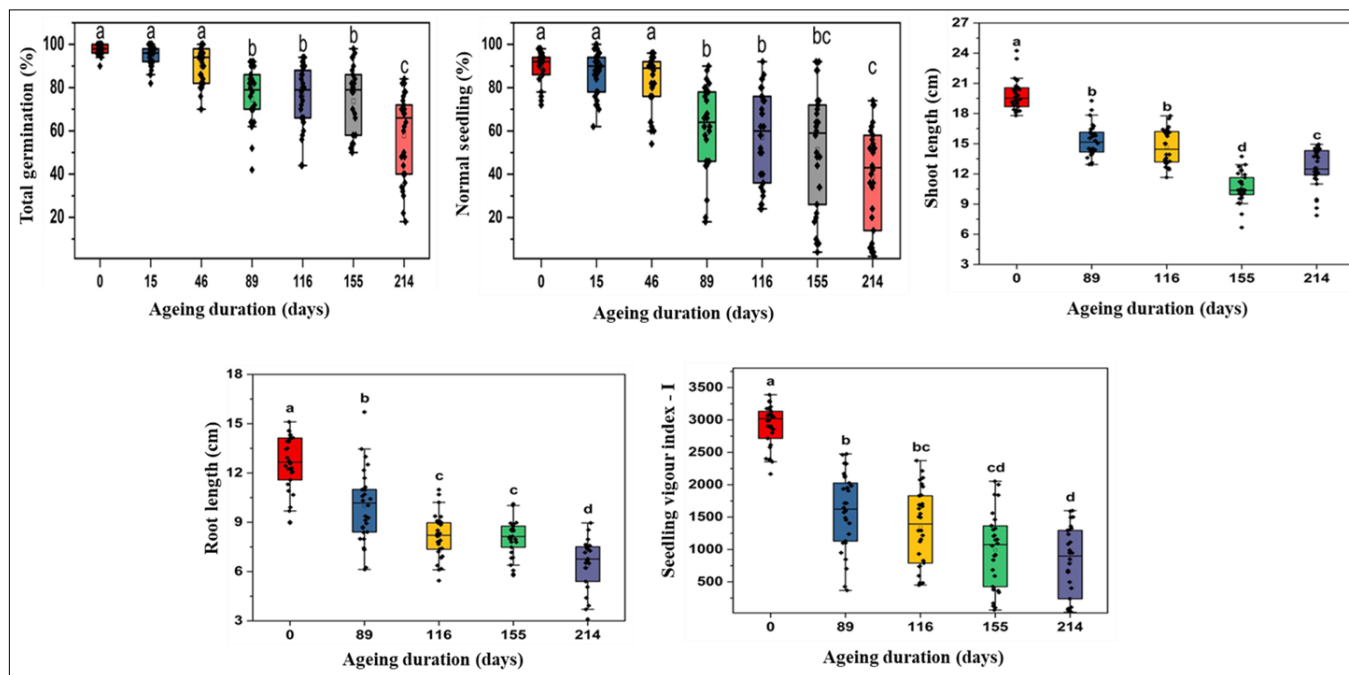 Total germination (%)
100
80
60
40
20
a a a b b b c
0 15 46 89 116 155 214
Ageing duration (days)
Normal seedling (%)
100
80
60
40
20
a a a b b bc c
0 15 46 89 116 155 214
Ageing duration (days)
Shoot length (cm)
27
24
21
18
15
12
9
6
3
a b b d c
0 89 116 155 214
Ageing duration (days)
Root length (cm)
18
15
12
9
6
3
a b c c d
0 89 116 155 214
Ageing duration (days)
Seedling vigour index - I
3500
3000
2500
2000
1500
1000
500
a b bc cd d
0 89 116 155 214
Ageing duration (days)